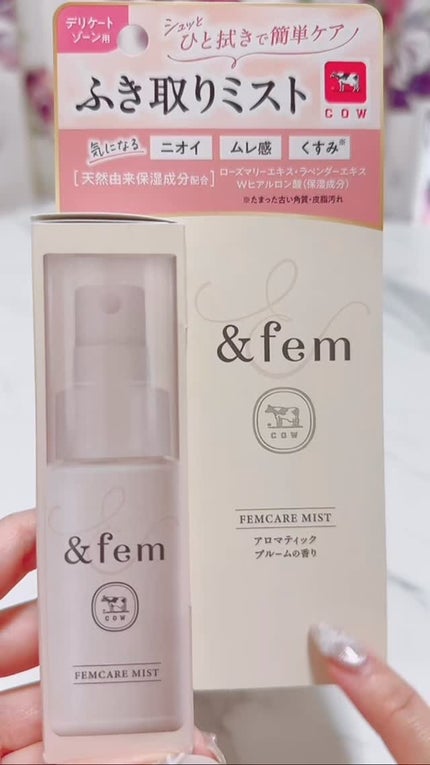 デリケート
ゾーン用
シュッと
ひと拭きで簡単ケア
ふき取りミスト
COW
気になる ニオイ ムレ感 くすみ※
[天然由来保湿成分配合] ローズマリーエキス・ラベンダーエキス
Wヒアルロン酸(保湿成分)
※たまった古い角質・皮脂汚れ
&fem
COW
FEMCARE MIST
アロマティック
ブルームの香り
&fem
COW
FEMCARE MIST